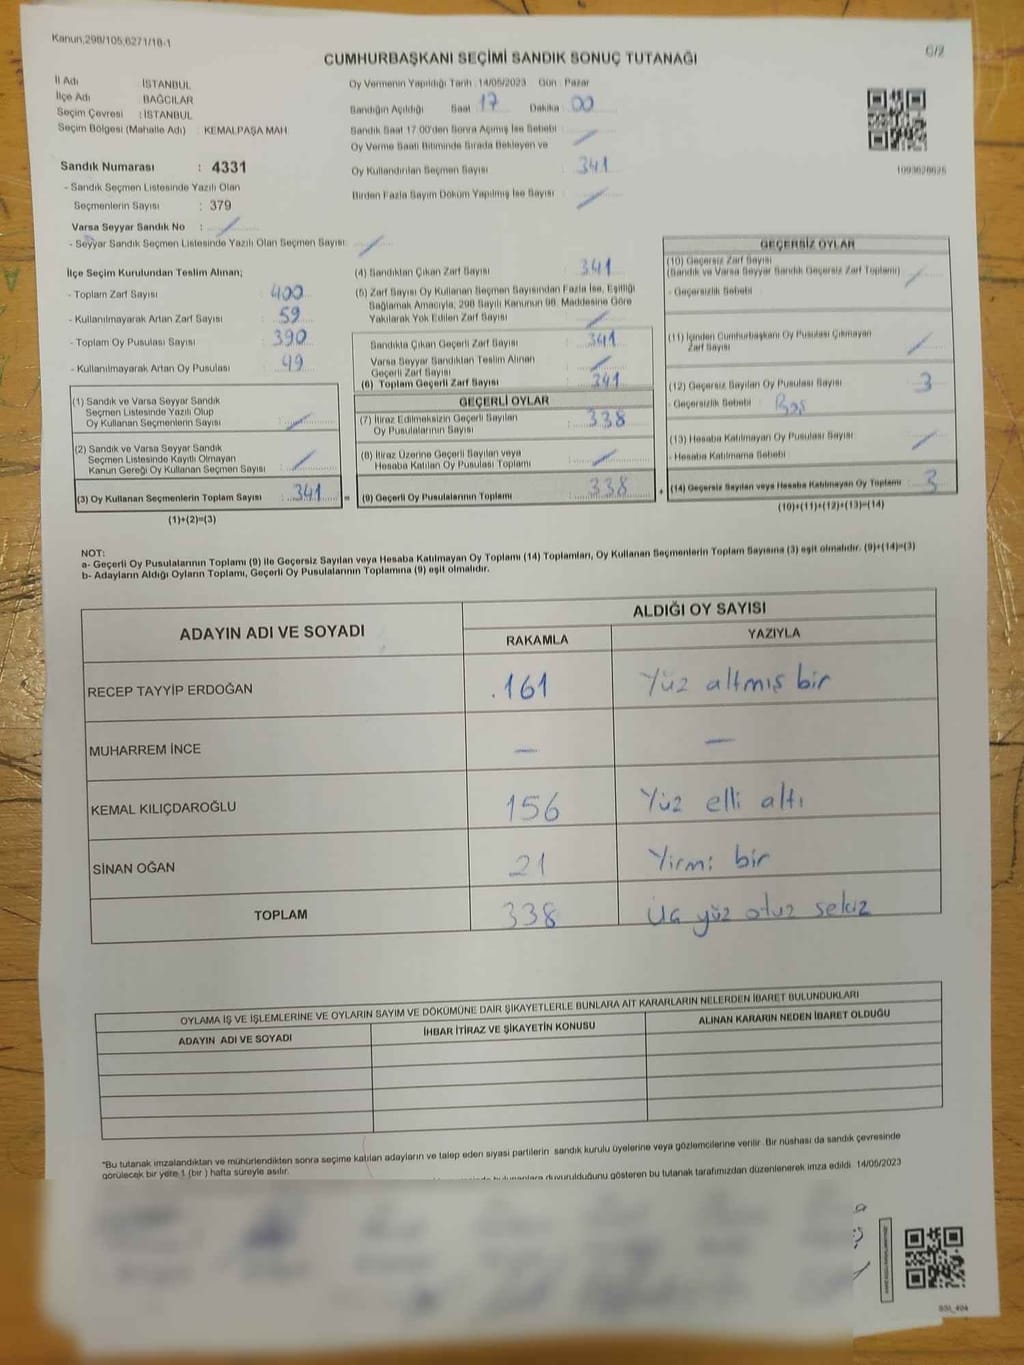 Kanun,298/105,6271/18-1
C/2
CUMHURBAŞKANI SEÇİMİ SANDIK SONUÇ TUTANAĞI
İl Adı İSTANBUL
İlçe Adı BAĞCILAR
Seçim Çevresi : İSTANBUL
Seçim Bölgesi (Mahalle Adı) : KEMALPAŞA MAH.
Oy Vermenin Yapıldığı Tarih : 14/05/2023 Gün : Pazar
Sandığın Açıldığı Saat 17 Dakika 00
Sandık Saat 17:00'den Sonra Açımış İse Sebebi
Oy Verme Saati Bitiminde Sırada Bekleyen ve
Oy Kullandırılan Seçmen Sayısı 341
Birden Fazla Sayım Döküm Yapılmış İse Sayısı
1093626626
Sandık Numarası : 4331
- Sandık Seçmen Listesinde Yazılı Olan
Seçmenlerin Sayısı : 379
Varsa Seyyar Sandık No :
- Seyyar Sandık Seçmen Listesinde Yazılı Olan Seçmen Sayısı:
İlçe Seçim Kurulundan Teslim Alınan;
- Toplam Zarf Sayısı 400
- Kullanılmayarak Artan Zarf Sayısı 59
- Toplam Oy Pusulası Sayısı 390
- Kullanılmayarak Artan Oy Pusulası 49
(1) Sandık ve Varsa Seyyar Sandık
Seçmen Listesinde Yazılı Olup
Oy Kullanan Seçmenlerin Sayısı
(2) Sandık ve Varsa Seyyar Sandık
Seçmen Listesinde Kayıtlı Olmayan
Kanun Gereği Oy Kullanan Seçmen Sayısı
(3) Oy Kullanan Seçmenlerin Toplam Sayısı : 341 =
(1)+(2)=(3)
(4) Sandıktan Çıkan Zarf Sayısı 341
(5) Zarf Sayısı Oy Kullanan Seçmen Sayısından Fazla İse, Eşitliği
Sağlamak Amacıyla, 298 Sayılı Kanunun 98. Maddesine Göre
Yakılarak Yok Edilen Zarf Sayısı
Sandıkta Çıkan Geçerli Zarf Sayısı 341
Varsa Seyyar Sandıktan Teslim Alınan
Geçerli Zarf Sayısı
(6) Toplam Geçerli Zarf Sayısı 341
GEÇERLİ OYLAR
(7) İtiraz Edilmeksizin Geçerli Sayılan
Oy Pusulalarının Sayısı : 338
(8) İtiraz Üzerine Geçerli Sayılan veya
Hesaba Katılan Oy Pusulası Toplamı
(9) Geçerli Oy Pusulalarının Toplamı 338 +
GEÇERSİZ OYLAR
(10) Geçersiz Zarf Sayısı
(Sandık ve Varsa Seyyar Sandık Geçersiz Zarf Toplamı)
- Geçersizlik Sebebi
(11) İçinden Cumhurbaşkanı Oy Pusulası Çıkmayan
Zarf Sayısı
(12) Geçersiz Sayılan Oy Pusulası Sayısı 3
- Geçersizlik Sebebi : Boş
(13) Hesaba Katılmayan Oy Pusulası Sayısı
- Hesaba Katılmama Sebebi
(14) Geçersiz Sayılan veya Hesaba Katılmayan Oy Toplamı : 3
(10)+(11)+(12)+(13)=(14)
NOT:
a- Geçerli Oy Pusulalarının Toplamı (9) ile Geçersiz Sayılan veya Hesaba Katılmayan Oy Toplamı (14) Toplamları, Oy Kullanan Seçmenlerin Toplam Sayısına (3) eşit olmalıdır. (9)+(14)=(3)
b- Adayların Aldığı Oyların Toplamı, Geçerli Oy Pusulalarının Toplamına (9) eşit olmalıdır.
ADAYIN ADI VE SOYADI
ALDIĞI OY SAYISI
RAKAMLA YAZIYLA
RECEP TAYYİP ERDOĞAN .161 Yüz altmış bir
MUHARREM İNCE — —
KEMAL KILIÇDAROĞLU 156 Yüz elli altı
SİNAN OĞAN 21 Yirmi bir
TOPLAM 338 Üç yüz otuz sekiz
OYLAMA İŞ VE İŞLEMLERİNE VE OYLARIN SAYIM VE DÖKÜMÜNE DAİR ŞİKAYETLERLE BUNLARA AİT KARARLARIN NELERDEN İBARET BULUNDUKLARI
ADAYIN ADI VE SOYADI İHBAR İTİRAZ VE ŞİKAYETİN KONUSU ALINAN KARARIN NEDEN İBARET OLDUĞU
*Bu tutanak imzalandıktan ve mühürlendikten sonra seçime katılan adayların ve talep eden siyasi partilerin sandık kurulu üyelerine veya gözlemcilerine verilir. Bir nüshası da sandık çevresinde
görülecek bir yere 1 (bir ) hafta süreyle asılır.
duyurulduğunu gösteren bu tutanak tarafımızdan düzenlenerek imza edildi. 14/05/2023